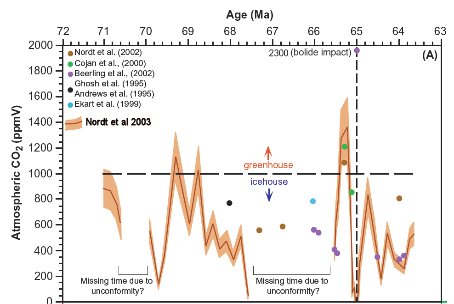 Age (Ma)
72 71 70 69 68 67 66 65 64 63
2000
1800
1600
1400
1200
1000
800
600
400
200
0
Atmospheric CO2 (ppmV)
2300 (bolide impact)
(A)
Nordt et al. (2002)
Cojan et al., (2000)
Beerling et al., (2002)
Ghosh et al. (1995)
Andrews et al. (1995)
Ekart et al. (1999)
Nordt et al 2003
greenhouse
icehouse
Missing time due to
unconformity?
Missing time due to
unconformity?